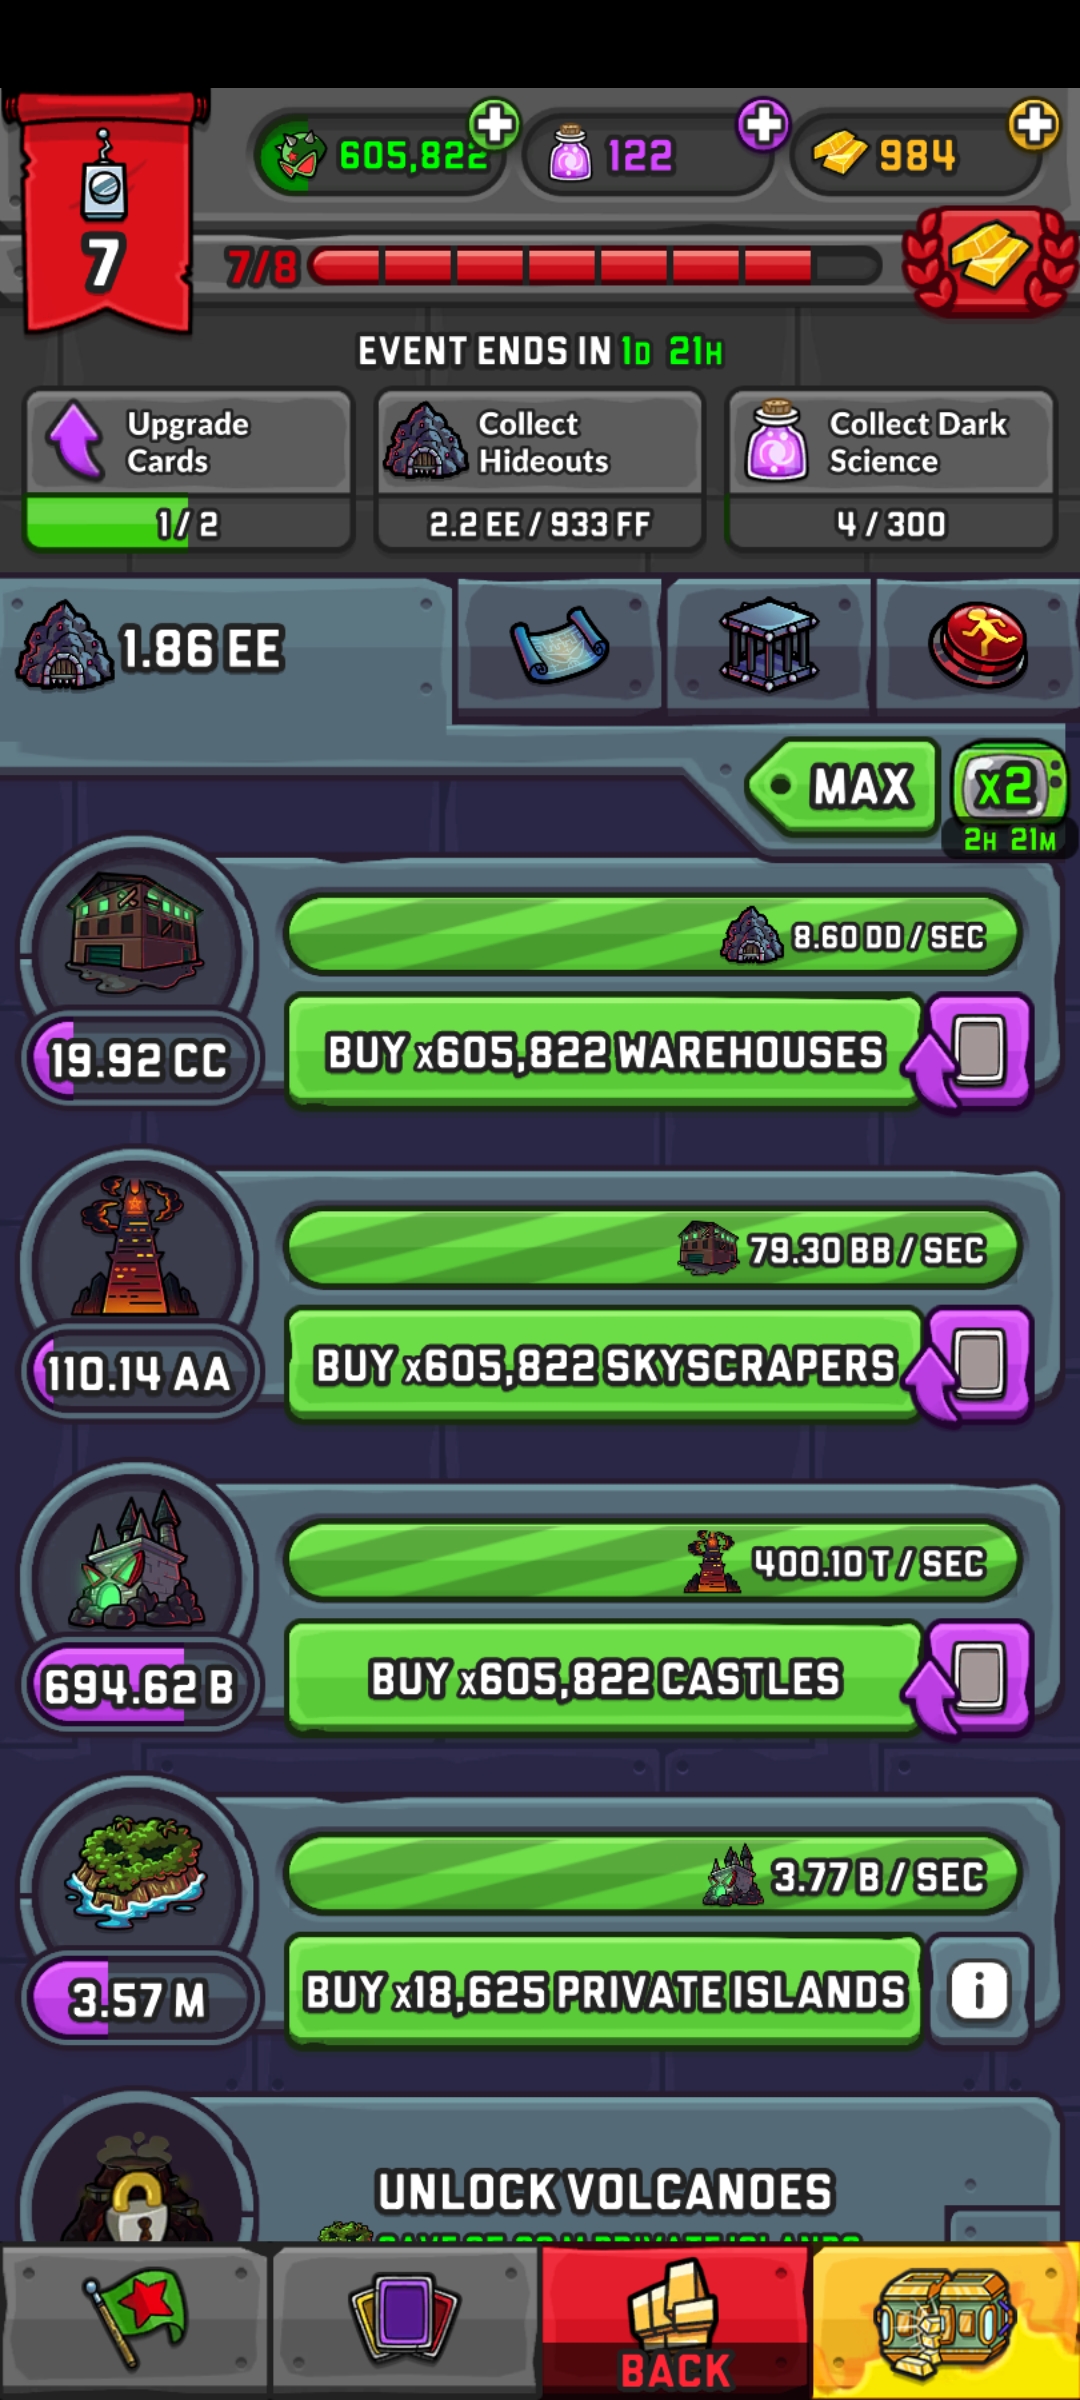 605,822
122
984
7
7/8
EVENT ENDS IN 1D 21H
Upgrade Cards
1 / 2
Collect Hideouts
2.2 EE / 933 FF
Collect Dark Science
4 / 300
1.86 EE
MAX
x2
2H 21M
8.60 DD / SEC
19.92 CC
BUY x605,822 WAREHOUSES
79.30 BB / SEC
110.14 AA
BUY x605,822 SKYSCRAPERS
400.10 T / SEC
694.62 B
BUY x605,822 CASTLES
3.77 B / SEC
3.57 M
BUY x18,625 PRIVATE ISLANDS
i
UNLOCK VOLCANOES
BACK